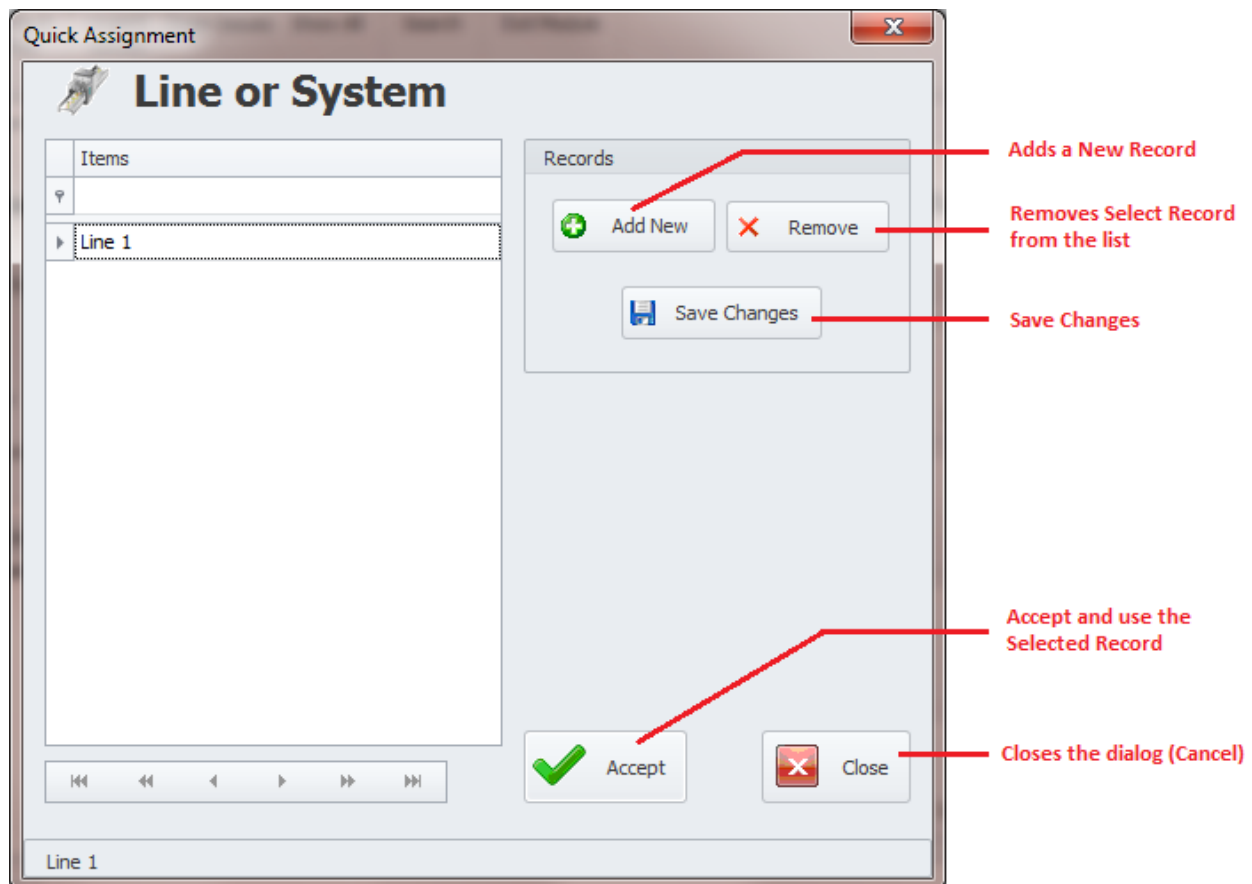 Quick Assignment
Line or System
Items
Line 1
Records
Add New
Remove
Save Changes
Accept
Close
Line 1
Adds a New Record
Removes Select Record
from the list
Save Changes
Accept and use the
Selected Record
Closes the dialog (Cancel)